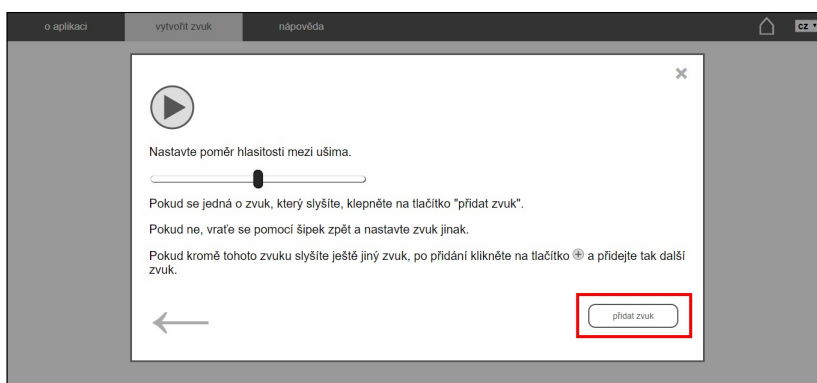 o aplikaci vytvořit zvuk nápověda cz
Nastavte poměr hlasitosti mezi ušima.
Pokud se jedná o zvuk, který slyšíte, klepněte na tlačítko "přidat zvuk".
Pokud ne, vraťe se pomocí šipek zpět a nastavte zvuk jinak.
Pokud kromě tohoto zvuku slyšíte ještě jiný zvuk, po přidání klikněte na tlačítko ⊕ a přidejte tak další
zvuk.
přidat zvuk